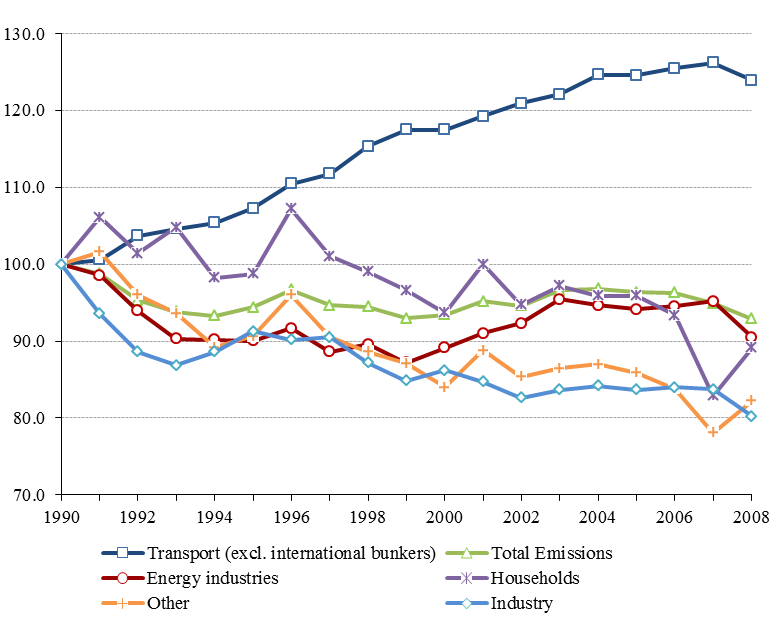 130.0
120.0
110.0
100.0
90.0
80.0
70.0
1990 1992 1994 1996 1998 2000 2002 2004 2006 2008
Transport (excl. international bunkers) Total Emissions
Energy industries Households
Other Industry